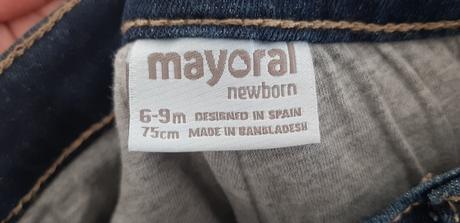 mayoral
newborn
6-9m DESIGNED IN SPAIN
75cm MADE IN BANGLADESH